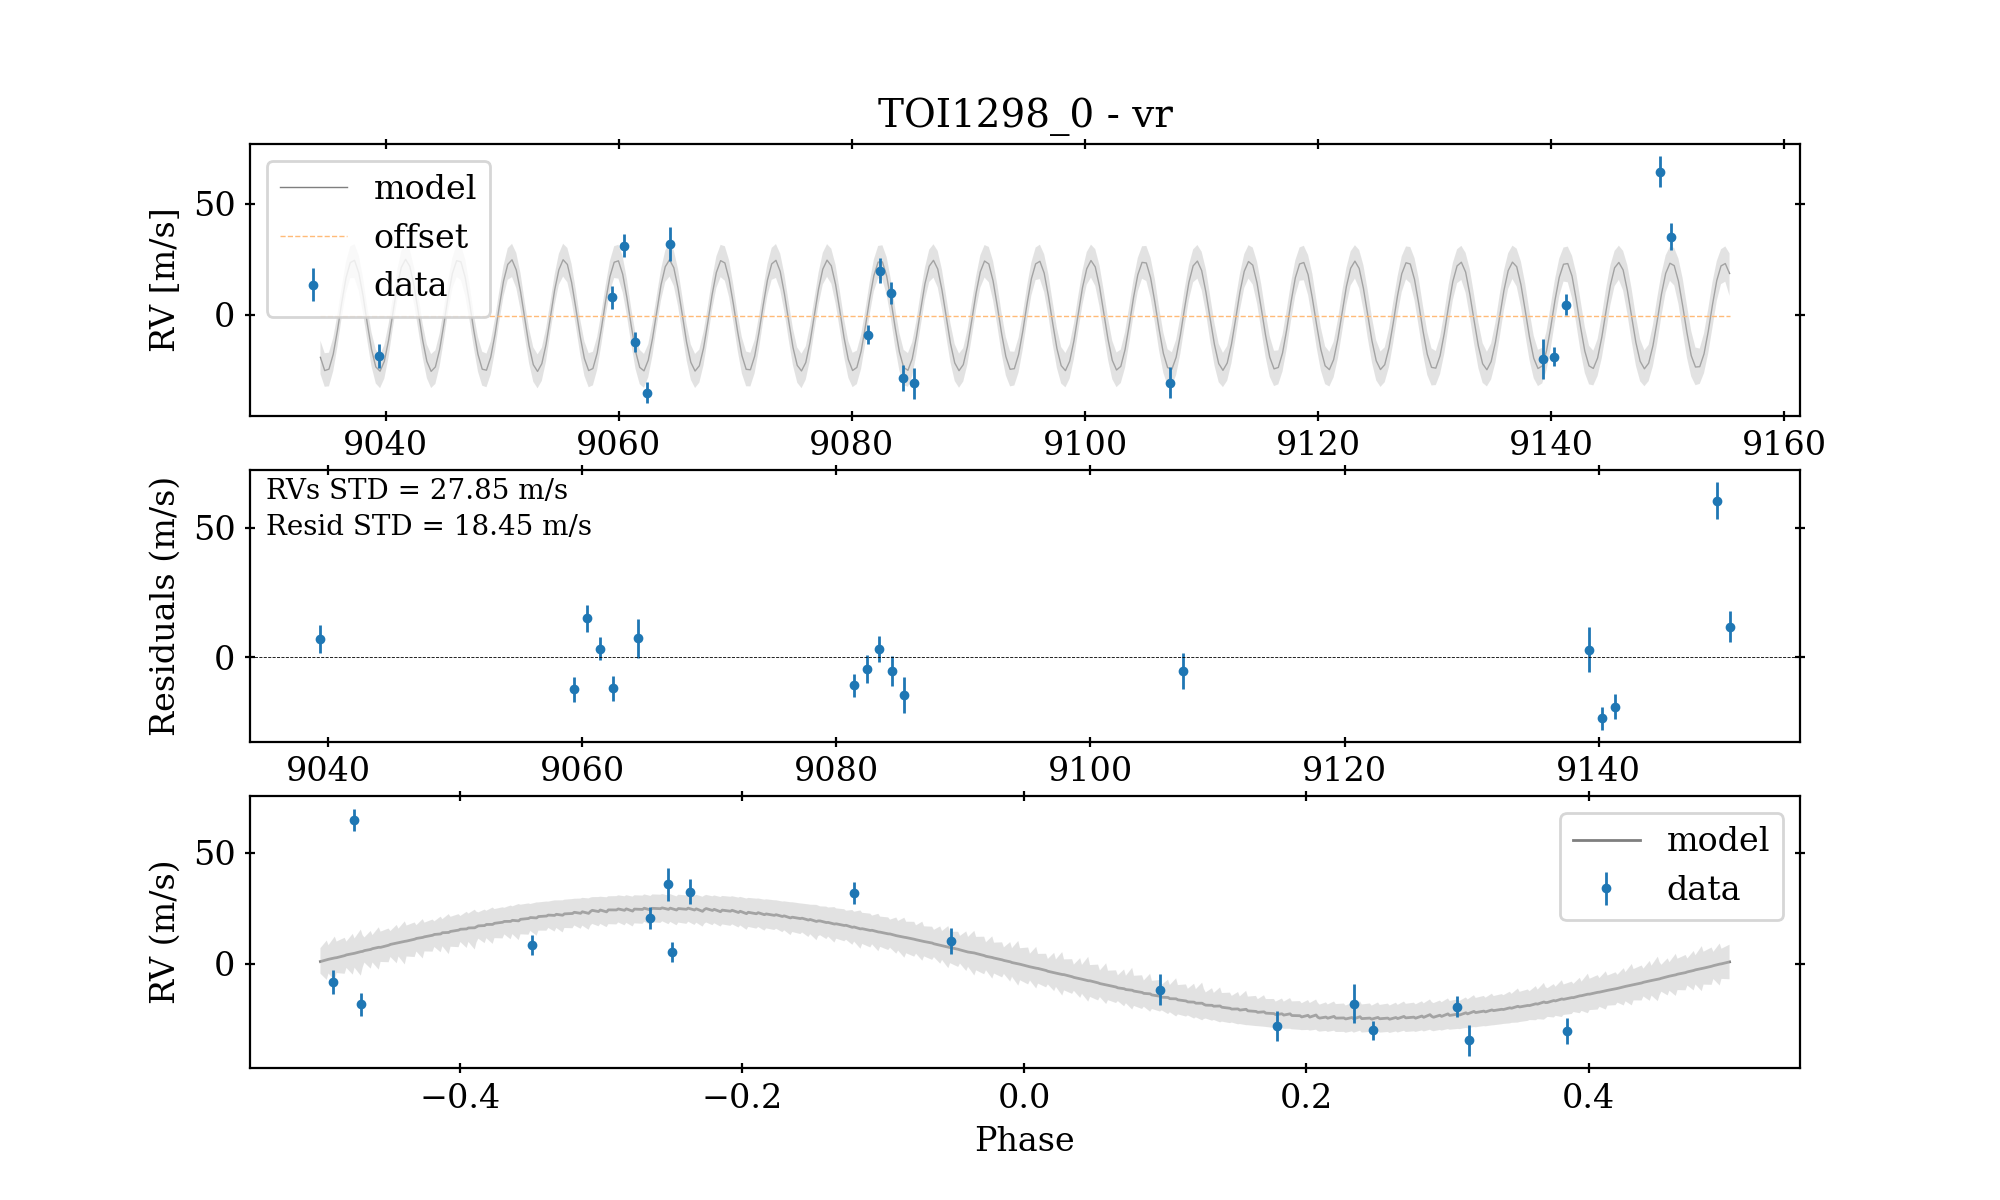 TOI1298_0 - vr
RV [m/s]
50
0
model
offset
data
9040 9060 9080 9100 9120 9140 9160
Residuals (m/s)
50
0
RVs STD = 27.85 m/s
Resid STD = 18.45 m/s
9040 9060 9080 9100 9120 9140
RV (m/s)
50
0
model
data
−0.4 −0.2 0.0 0.2 0.4
Phase